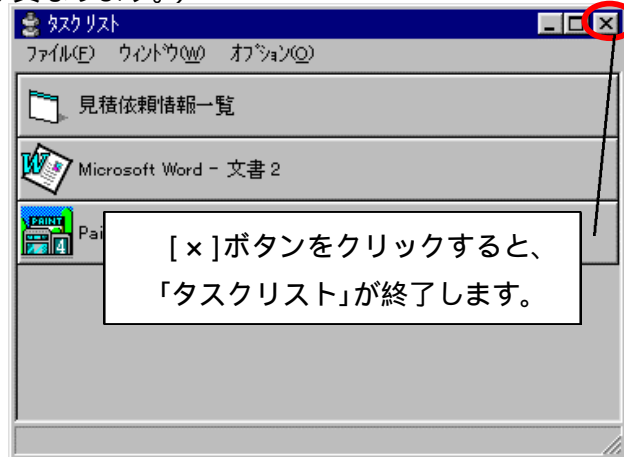 タスク リスト
ファイル(F) ウィンドウ(W) オプション(O)
見積依頼情報一覧
Microsoft Word - 文書 2
[×]ボタンをクリックすると、
「タスクリスト」が終了します。